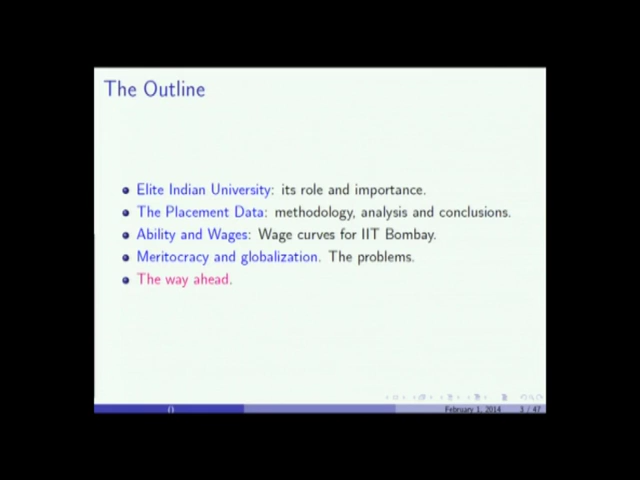 The Outline
Elite Indian University: its role and importance.
The Placement Data: methodology, analysis and conclusions.
Ability and Wages: Wage curves for IIT Bombay.
Meritocracy and globalization. The problems.
The way ahead.
()
February 1, 2014 3 / 47